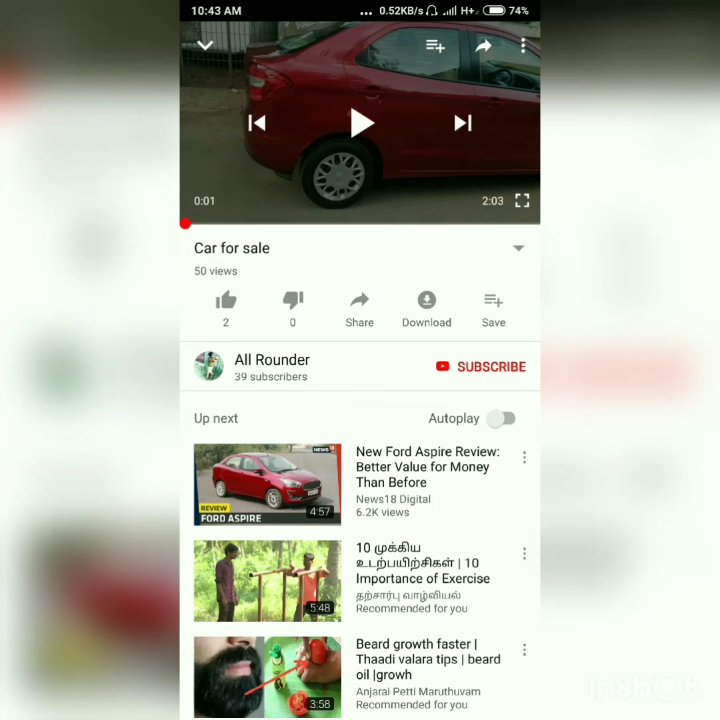 10:43 AM
... 0.52KB/s H+ 74%
0:01
2:03
Car for sale
50 views
2
0
Share
Download
Save
All Rounder
39 subscribers
SUBSCRIBE
Up next
Autoplay
NEWS18
REVIEW
FORD ASPIRE
4:57
New Ford Aspire Review:
Better Value for Money
Than Before
News18 Digital
6.2K views
5:48
10 முக்கிய
உடற்பயிற்சிகள் | 10
Importance of Exercise
தற்சார்பு வாழ்வியல்
Recommended for you
3:58
Beard growth faster |
Thaadi valara tips | beard
oil |growh
Anjarai Petti Maruthuvam
Recommended for you
InShOt